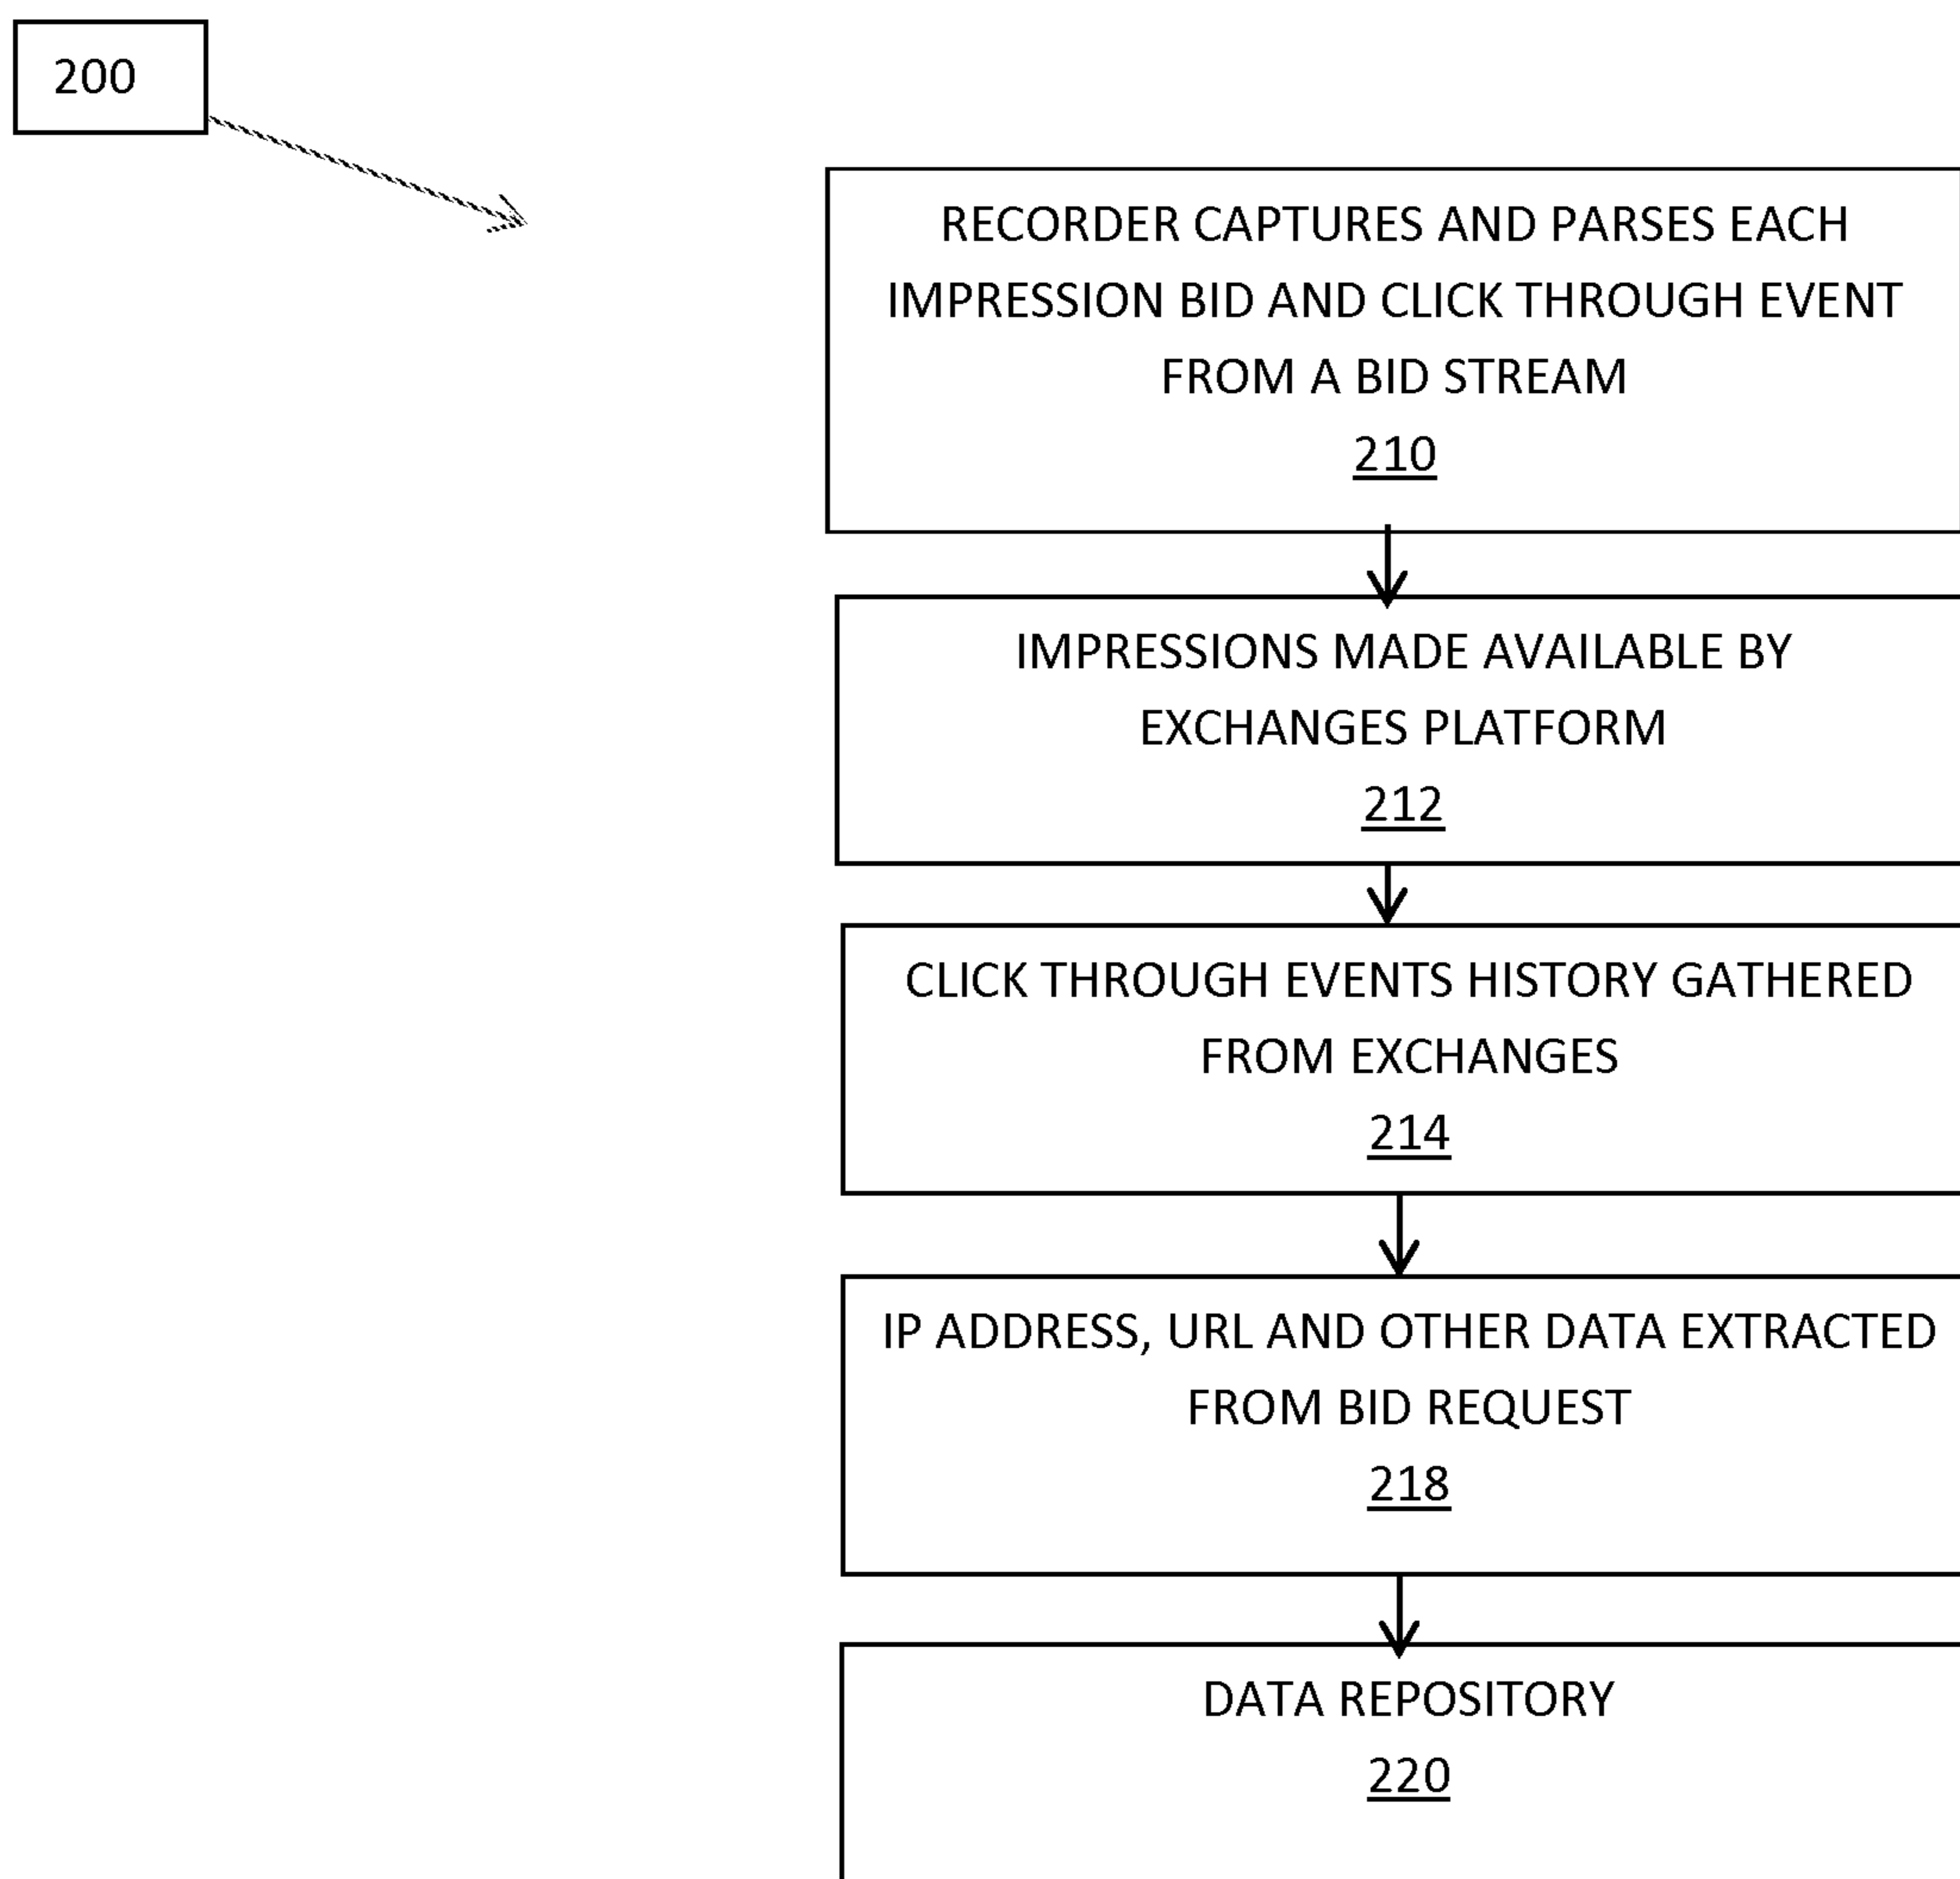 200
RECORDER CAPTURES AND PARSES EACH
IMPRESSION BID AND CLICK THROUGH EVENT
FROM A BID STREAM
210
IMPRESSIONS MADE AVAILABLE BY
EXCHANGES PLATFORM
212
CLICK THROUGH EVENTS HISTORY GATHERED
FROM EXCHANGES
214
IP ADDRESS, URL AND OTHER DATA EXTRACTED
FROM BID REQUEST
218
DATA REPOSITORY
220